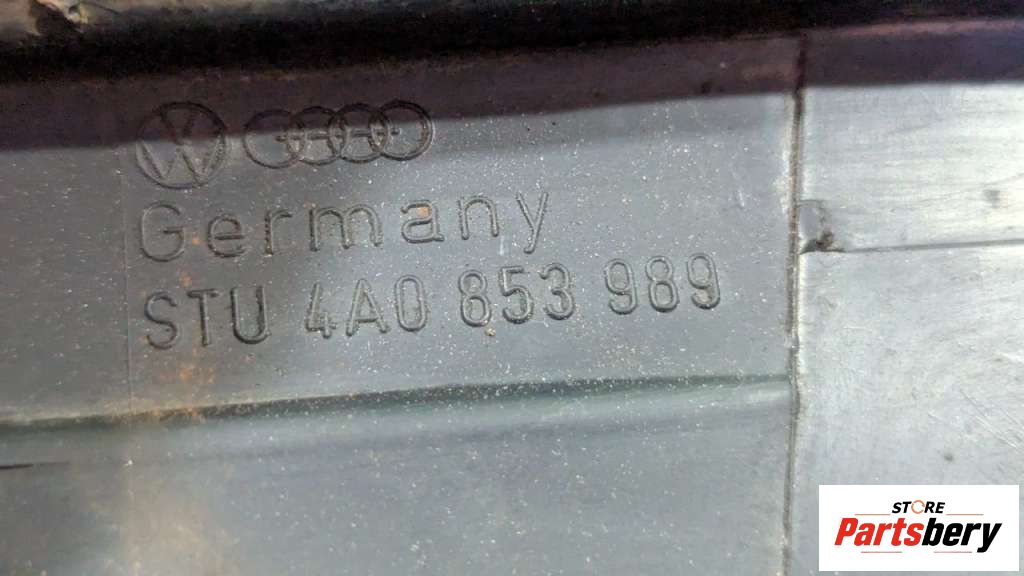 Germany
STU 4A0 853 989
STORE
Partsbery